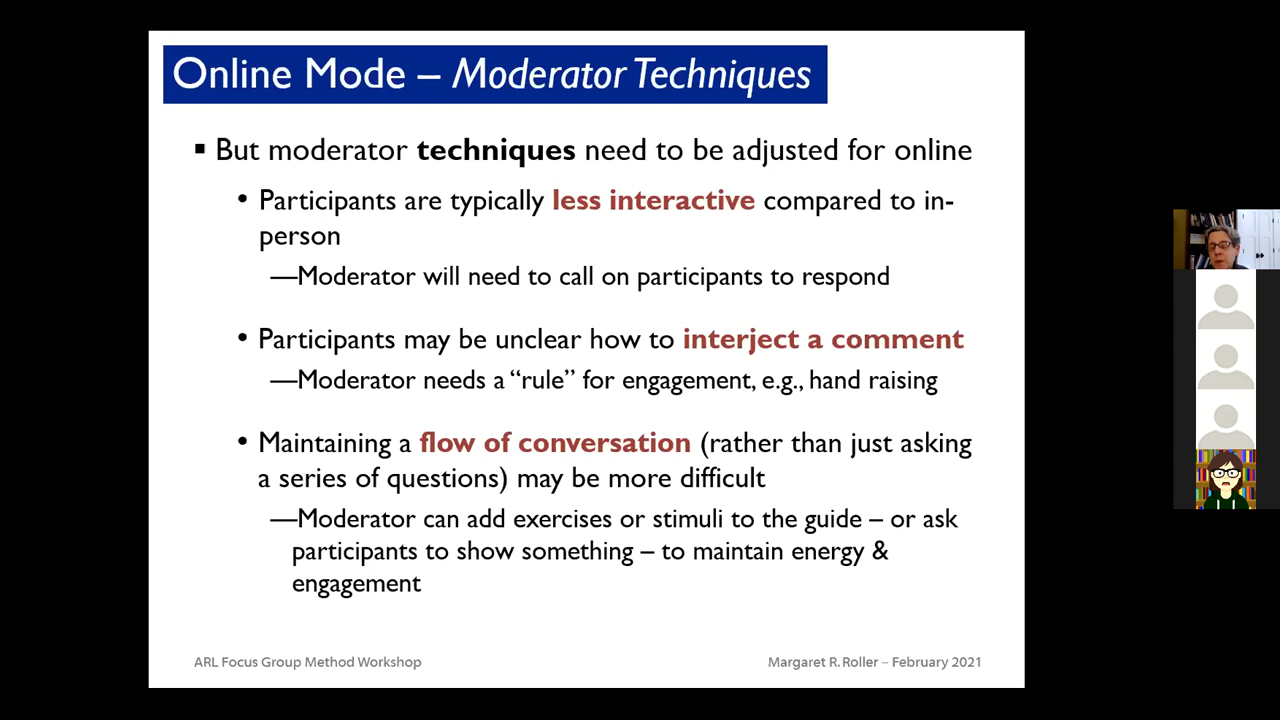 Online Mode – Moderator Techniques
▪ But moderator techniques need to be adjusted for online
• Participants are typically less interactive compared to in-
person
—Moderator will need to call on participants to respond
• Participants may be unclear how to interject a comment
—Moderator needs a “rule” for engagement, e.g., hand raising
• Maintaining a flow of conversation (rather than just asking
a series of questions) may be more difficult
—Moderator can add exercises or stimuli to the guide – or ask
participants to show something – to maintain energy &
engagement
ARL Focus Group Method Workshop
Margaret R. Roller – February 2021